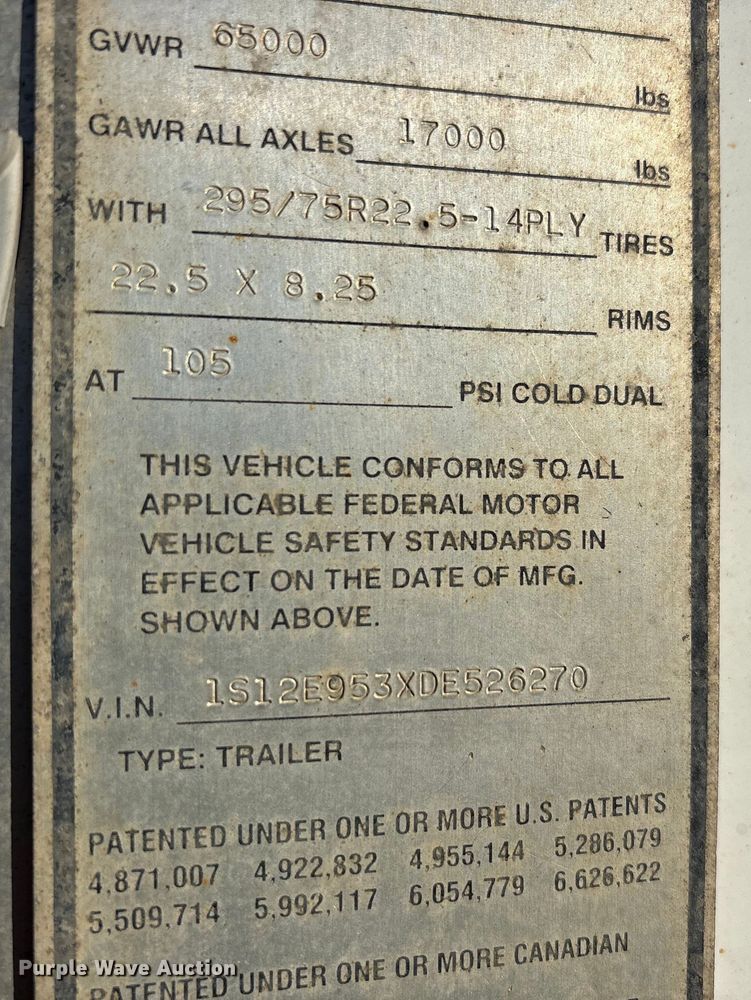 GVWR 65000
lbs
GAWR ALL AXLES 17000
lbs
WITH 295/75R22.5-14PLY TIRES
22.5 X 8.25
RIMS
AT 105 PSI COLD DUAL
THIS VEHICLE CONFORMS TO ALL
APPLICABLE FEDERAL MOTOR
VEHICLE SAFETY STANDARDS IN
EFFECT ON THE DATE OF MFG.
SHOWN ABOVE.
V.I.N. 1S12E953XDE526270
TYPE: TRAILER
PATENTED UNDER ONE OR MORE U.S. PATENTS
4,871,007 4,922,832 4,955,144 5,286,079
5,509,714 5,992,117 6,054,779 6,626,622
PATENTED UNDER ONE OR MORE CANADIAN
Purple Wave Auction